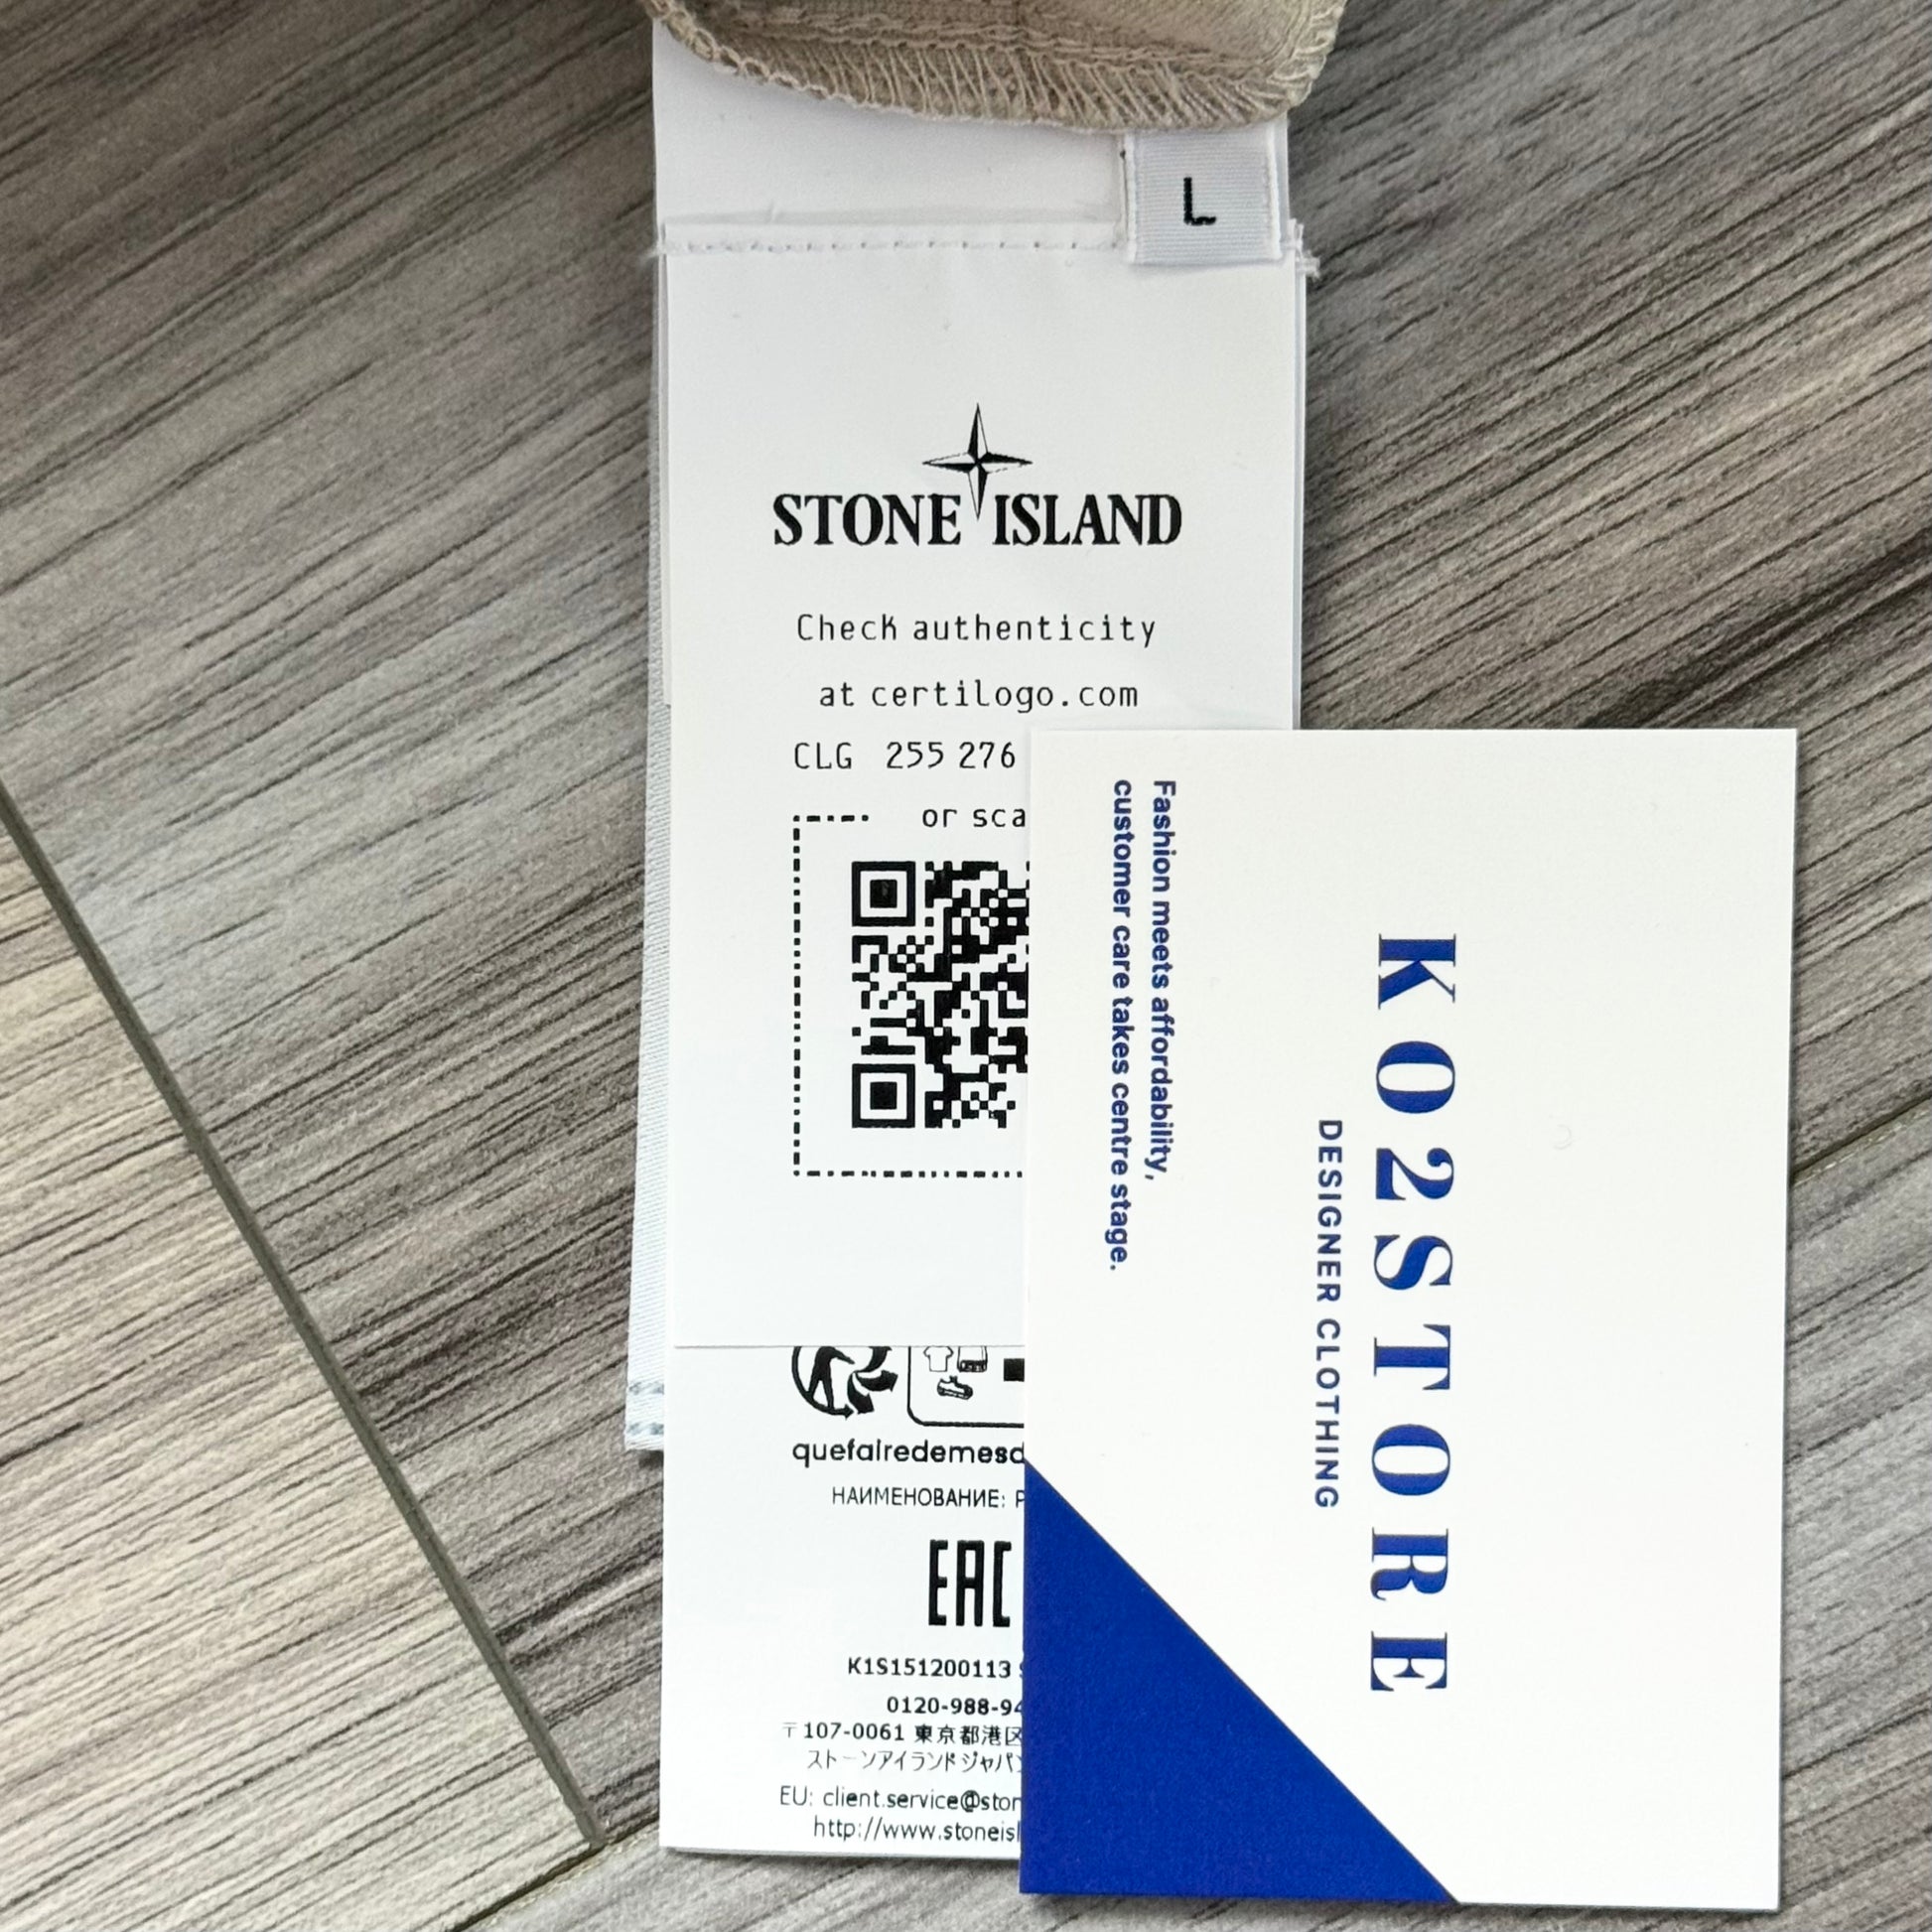 L
STONE ISLAND
Check authenticity
at certilogo.com
CLG 255 276
or sca
quefairedemesd
НАИМЕНОВАНИЕ: P
EAC
K1S151200113 S
0120-988-94
〒107-0061 東京都港区
ストーンアイランドジャパン
EU: client.service@ston
http://www.stoneisl
KO2STORE
DESIGNER CLOTHING
Fashion meets affordability,
customer care takes centre stage.